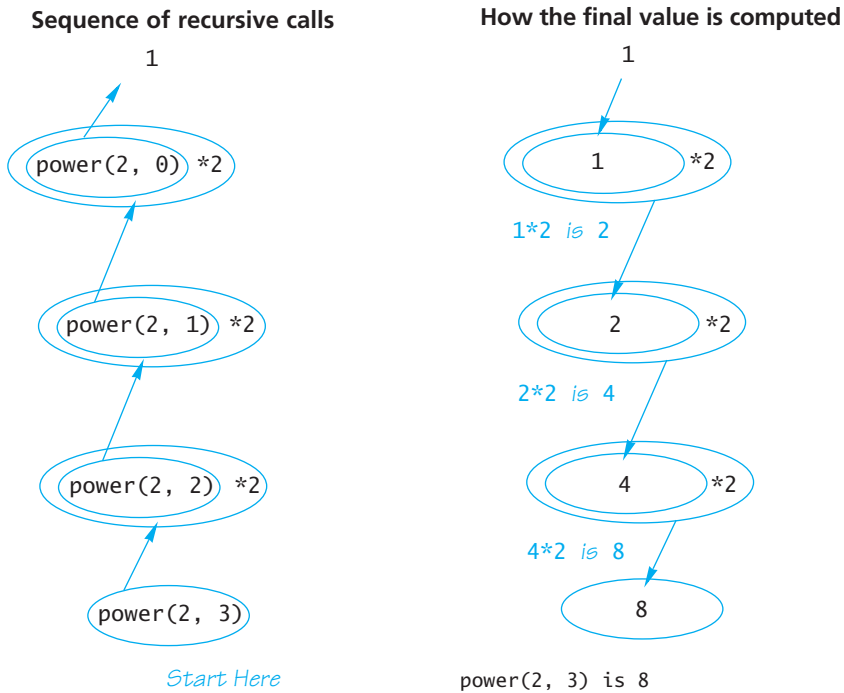 Sequence of recursive calls
1
power(2, 0) *2
power(2, 1) *2
power(2, 2) *2
power(2, 3)
Start Here
How the final value is computed
1
1 *2
1*2 is 2
2 *2
2*2 is 4
4 *2
4*2 is 8
8
power(2, 3) is 8